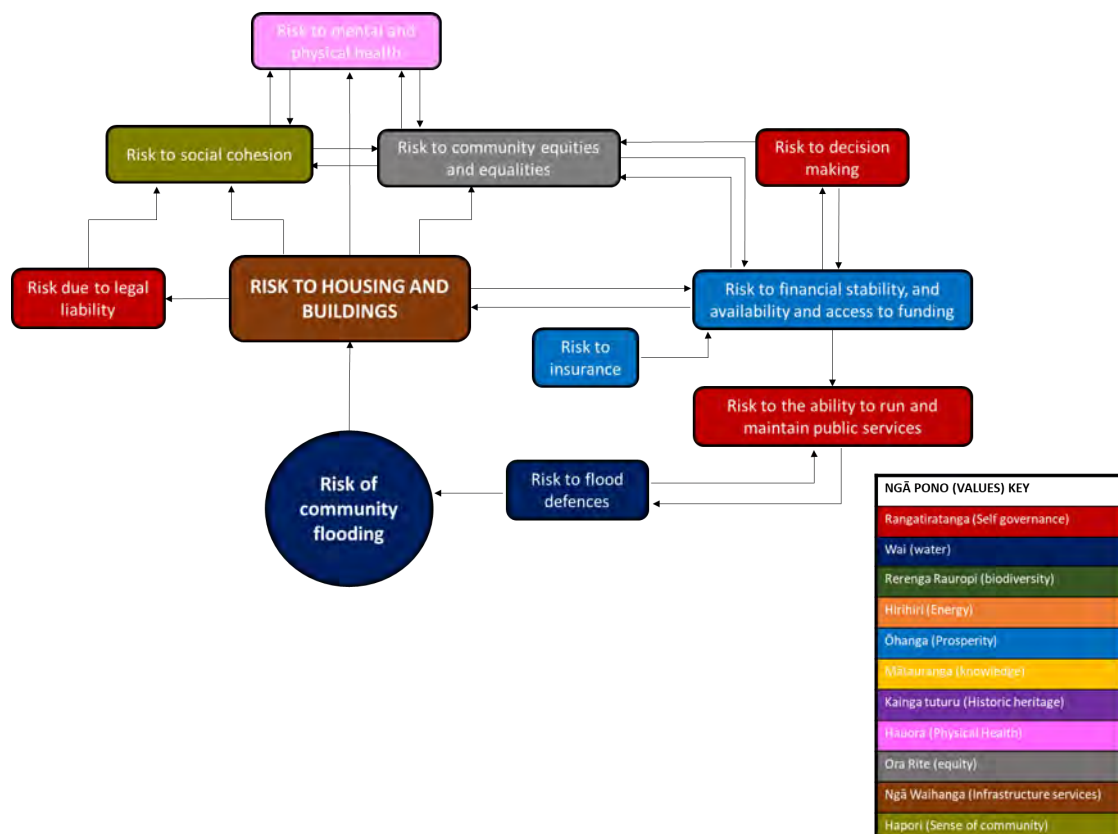 Risk to mental and
physical health
Risk to social cohesion
Risk to community equities
and equalities
Risk to decision
making
Risk due to legal
liability
RISK TO HOUSING AND
BUILDINGS
Risk to financial stability, and
availability and access to funding
Risk to
insurance
Risk to the ability to run and
maintain public services
Risk of
community
flooding
Risk to flood
defences
NGĀ PONO (VALUES) KEY
Rangatiratanga (Self governance)
Wai (water)
Rerenga Rauropi (biodiversity)
Hirihiri (Energy)
Ōhanga (Prosperity)
Mātauranga (knowledge)
Kainga tuturu (Historic heritage)
Hauora (Physical Health)
Ora Rite (equity)
Ngā Waihanga (Infrastructure services)
Hapori (Sense of community)